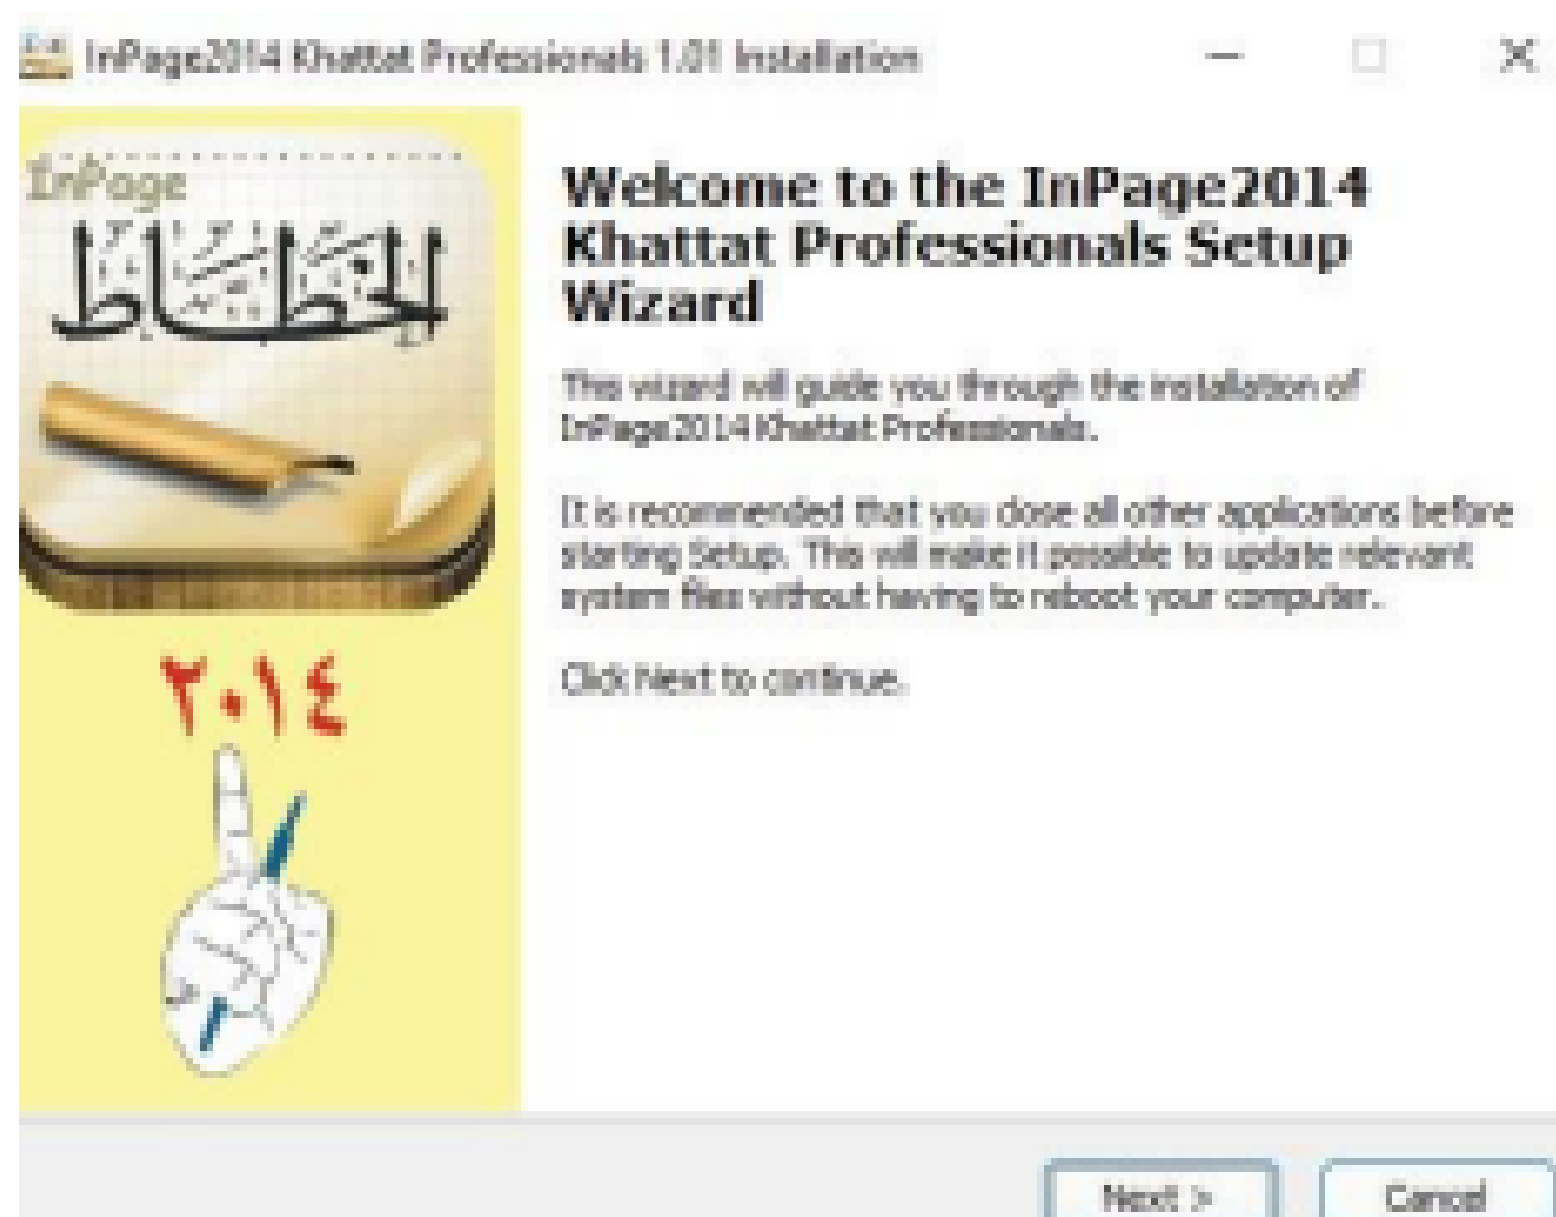 InPage2014 Khattat Professionals 1.01 Installation
InPage
الخطاط
٢٠١٤
Welcome to the InPage2014
Khattat Professionals Setup
Wizard
This wizard will guide you through the installation of
InPage2014 Khattat Professionals.
It is recommended that you close all other applications before
starting Setup. This will make it possible to update relevant
system files without having to reboot your computer.
Click Next to continue.
Next >
Cancel